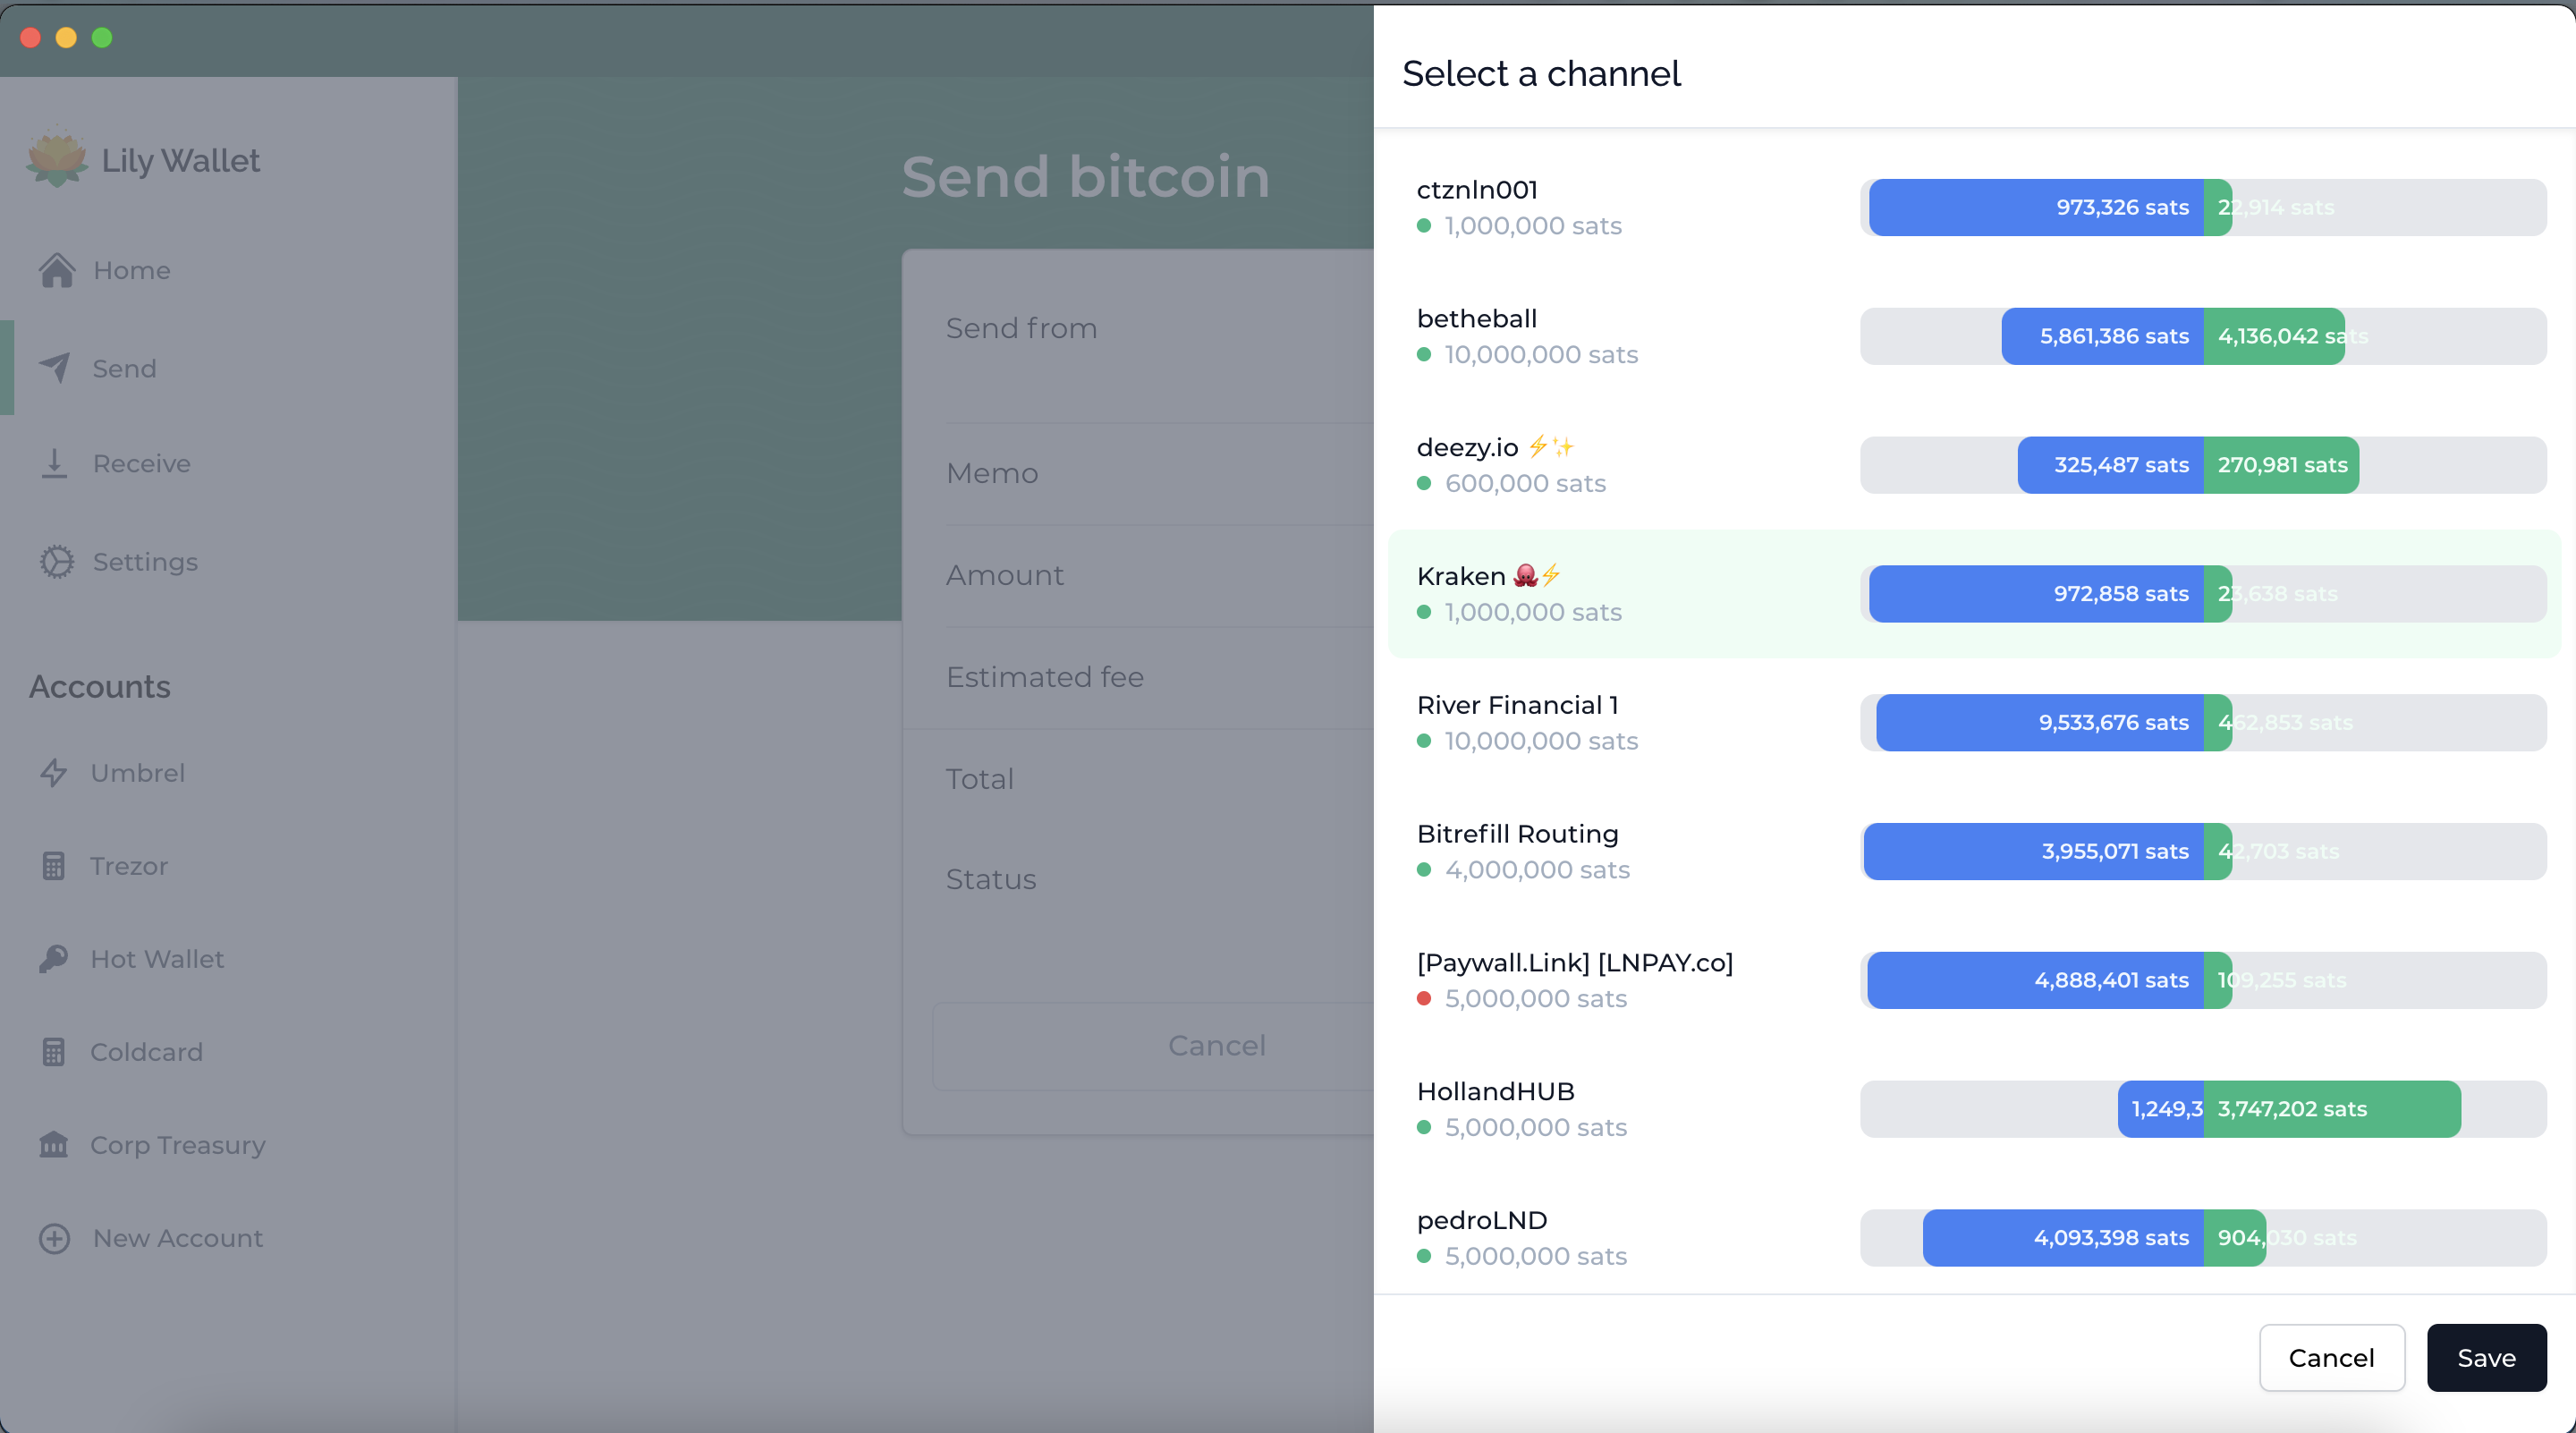 Lily Wallet
Home
Send
Receive
Settings
Accounts
Umbrel
Trezor
Hot Wallet
Coldcard
Corp Treasury
New Account
Send bitcoin
Send from
Memo
Amount
Estimated fee
Total
Status
Cancel
Select a channel
ctznln001
1,000,000 sats
973,326 sats
22,914 sats
betheball
10,000,000 sats
5,861,386 sats
4,136,042 sats
deezy.io ⚡✨
600,000 sats
325,487 sats
270,981 sats
Kraken 🐙⚡
1,000,000 sats
972,858 sats
23,638 sats
River Financial 1
10,000,000 sats
9,533,676 sats
462,853 sats
Bitrefill Routing
4,000,000 sats
3,955,071 sats
42,703 sats
[Paywall.Link] [LNPAY.co]
5,000,000 sats
4,888,401 sats
109,255 sats
HollandHUB
5,000,000 sats
1,249,3
3,747,202 sats
pedroLND
5,000,000 sats
4,093,398 sats
904,030 sats
Cancel
Save